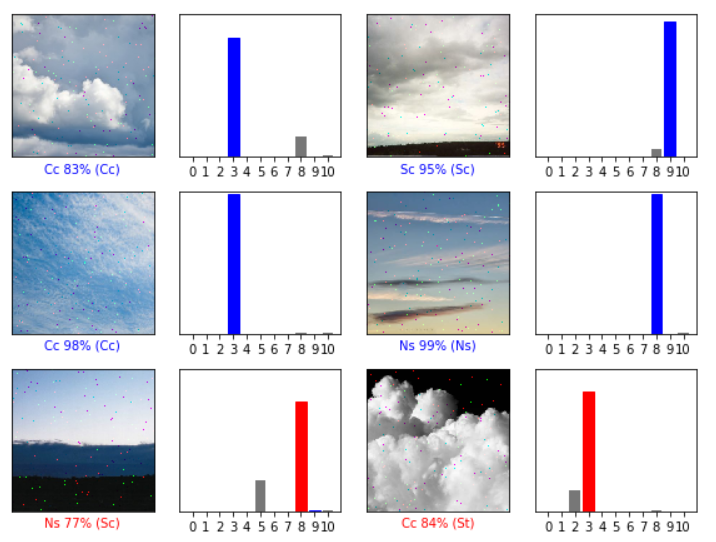 0 1 2 3 4 5 6 7 8 9 10
Cc 83% (Cc)
0 1 2 3 4 5 6 7 8 9 10
Sc 95% (Sc)
0 1 2 3 4 5 6 7 8 9 10
Cc 98% (Cc)
0 1 2 3 4 5 6 7 8 9 10
Ns 99% (Ns)
0 1 2 3 4 5 6 7 8 9 10
Ns 77% (Sc)
0 1 2 3 4 5 6 7 8 9 10
Cc 84% (St)